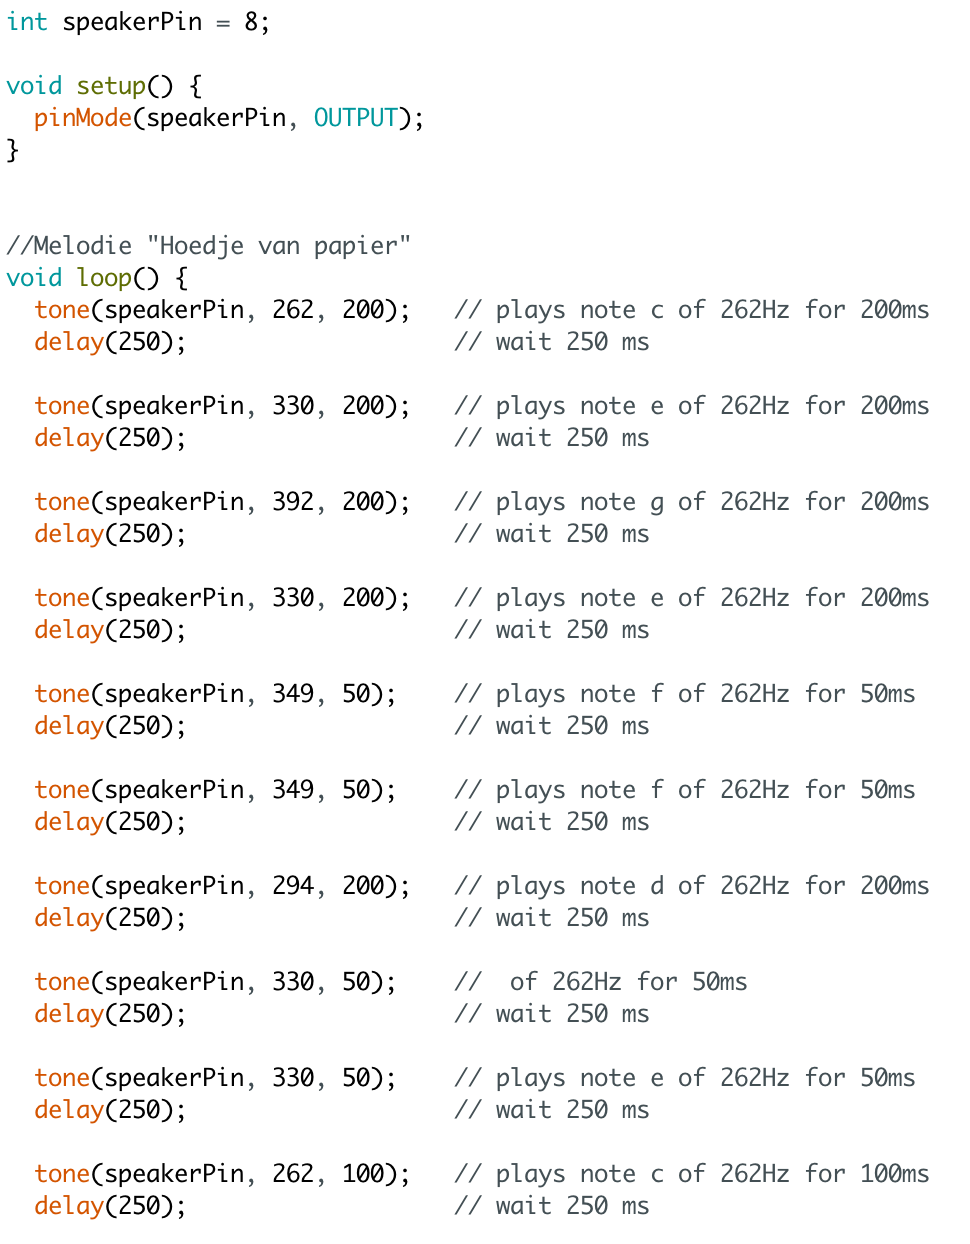 int speakerPin = 8;

void setup() {
  pinMode(speakerPin, OUTPUT);
}


//Melodie "Hoedje van papier"
void loop() {
  tone(speakerPin, 262, 200);   // plays note c of 262Hz for 200ms
  delay(250);                   // wait 250 ms

  tone(speakerPin, 330, 200);   // plays note e of 262Hz for 200ms
  delay(250);                   // wait 250 ms

  tone(speakerPin, 392, 200);   // plays note g of 262Hz for 200ms
  delay(250);                   // wait 250 ms

  tone(speakerPin, 330, 200);   // plays note e of 262Hz for 200ms
  delay(250);                   // wait 250 ms

  tone(speakerPin, 349, 50);    // plays note f of 262Hz for 50ms
  delay(250);                   // wait 250 ms

  tone(speakerPin, 349, 50);    // plays note f of 262Hz for 50ms
  delay(250);                   // wait 250 ms

  tone(speakerPin, 294, 200);   // plays note d of 262Hz for 200ms
  delay(250);                   // wait 250 ms

  tone(speakerPin, 330, 50);    //  of 262Hz for 50ms
  delay(250);                   // wait 250 ms

  tone(speakerPin, 330, 50);    // plays note e of 262Hz for 50ms
  delay(250);                   // wait 250 ms

  tone(speakerPin, 262, 100);   // plays note c of 262Hz for 100ms
  delay(250);                   // wait 250 ms